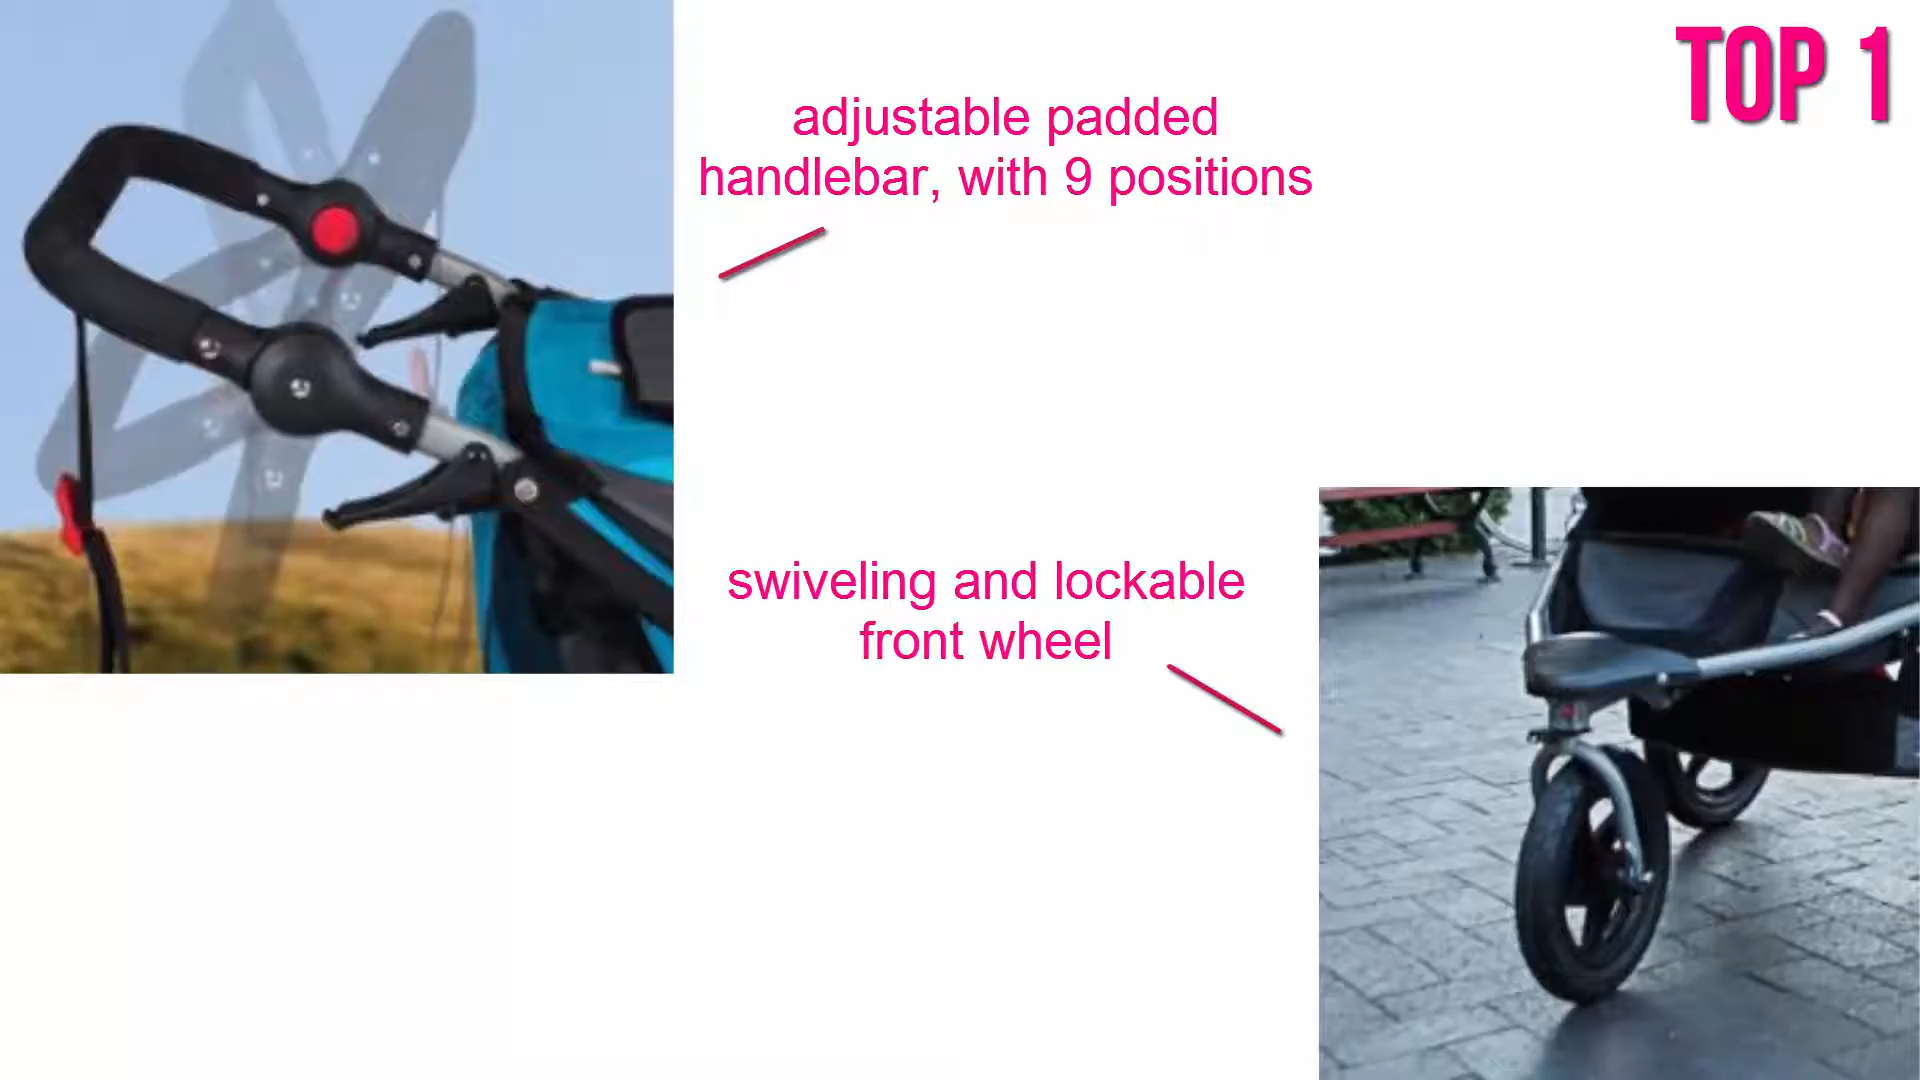 TOP 1
adjustable padded
handlebar, with 9 positions
swiveling and lockable
front wheel